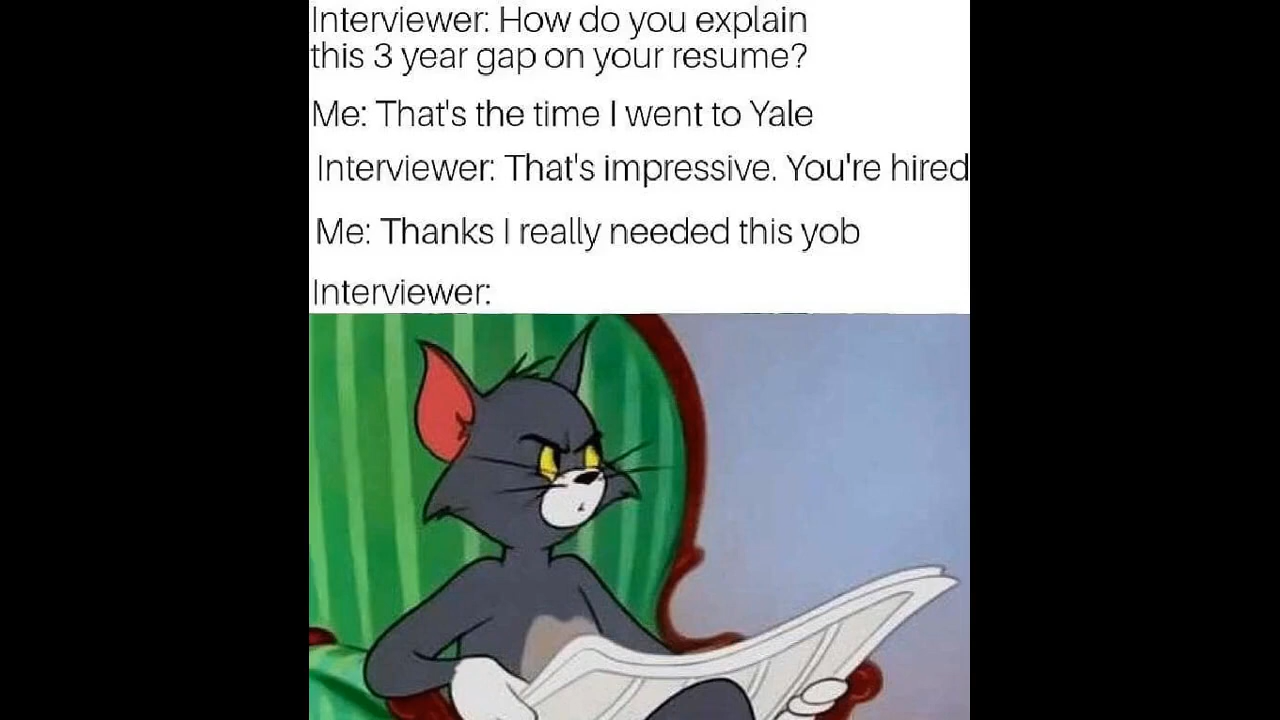 Interviewer: How do you explain
this 3 year gap on your resume?
Me: That's the time I went to Yale
Interviewer: That's impressive. You're hired
Me: Thanks I really needed this yob
Interviewer: